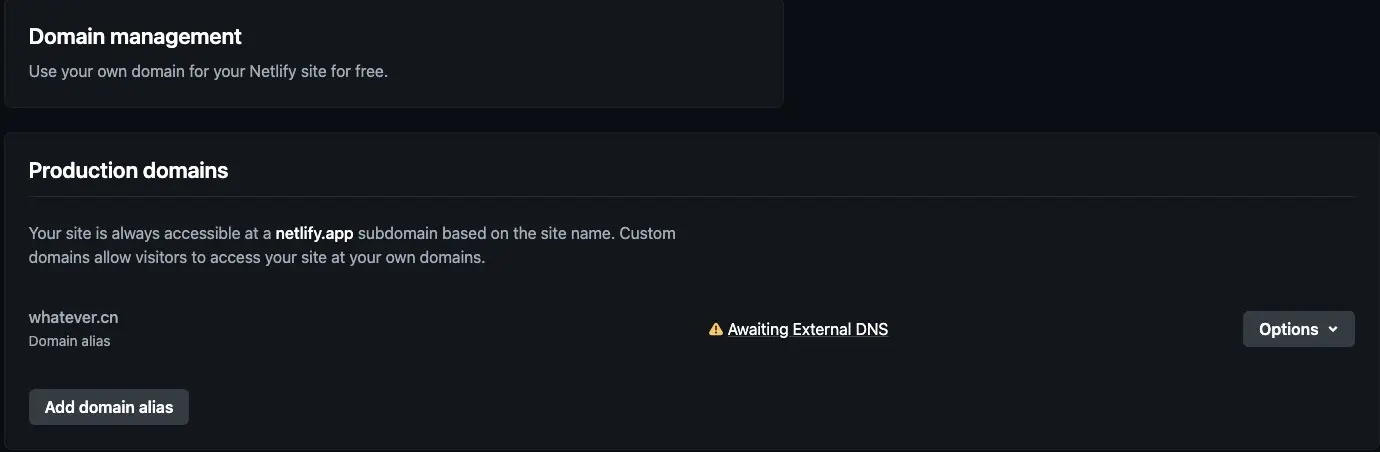 Domain management
Use your own domain for your Netlify site for free.
Production domains
Your site is always accessible at a netlify.app subdomain based on the site name. Custom
domains allow visitors to access your site at your own domains.
whatever.cn
Domain alias
Awaiting External DNS
Options
Add domain alias